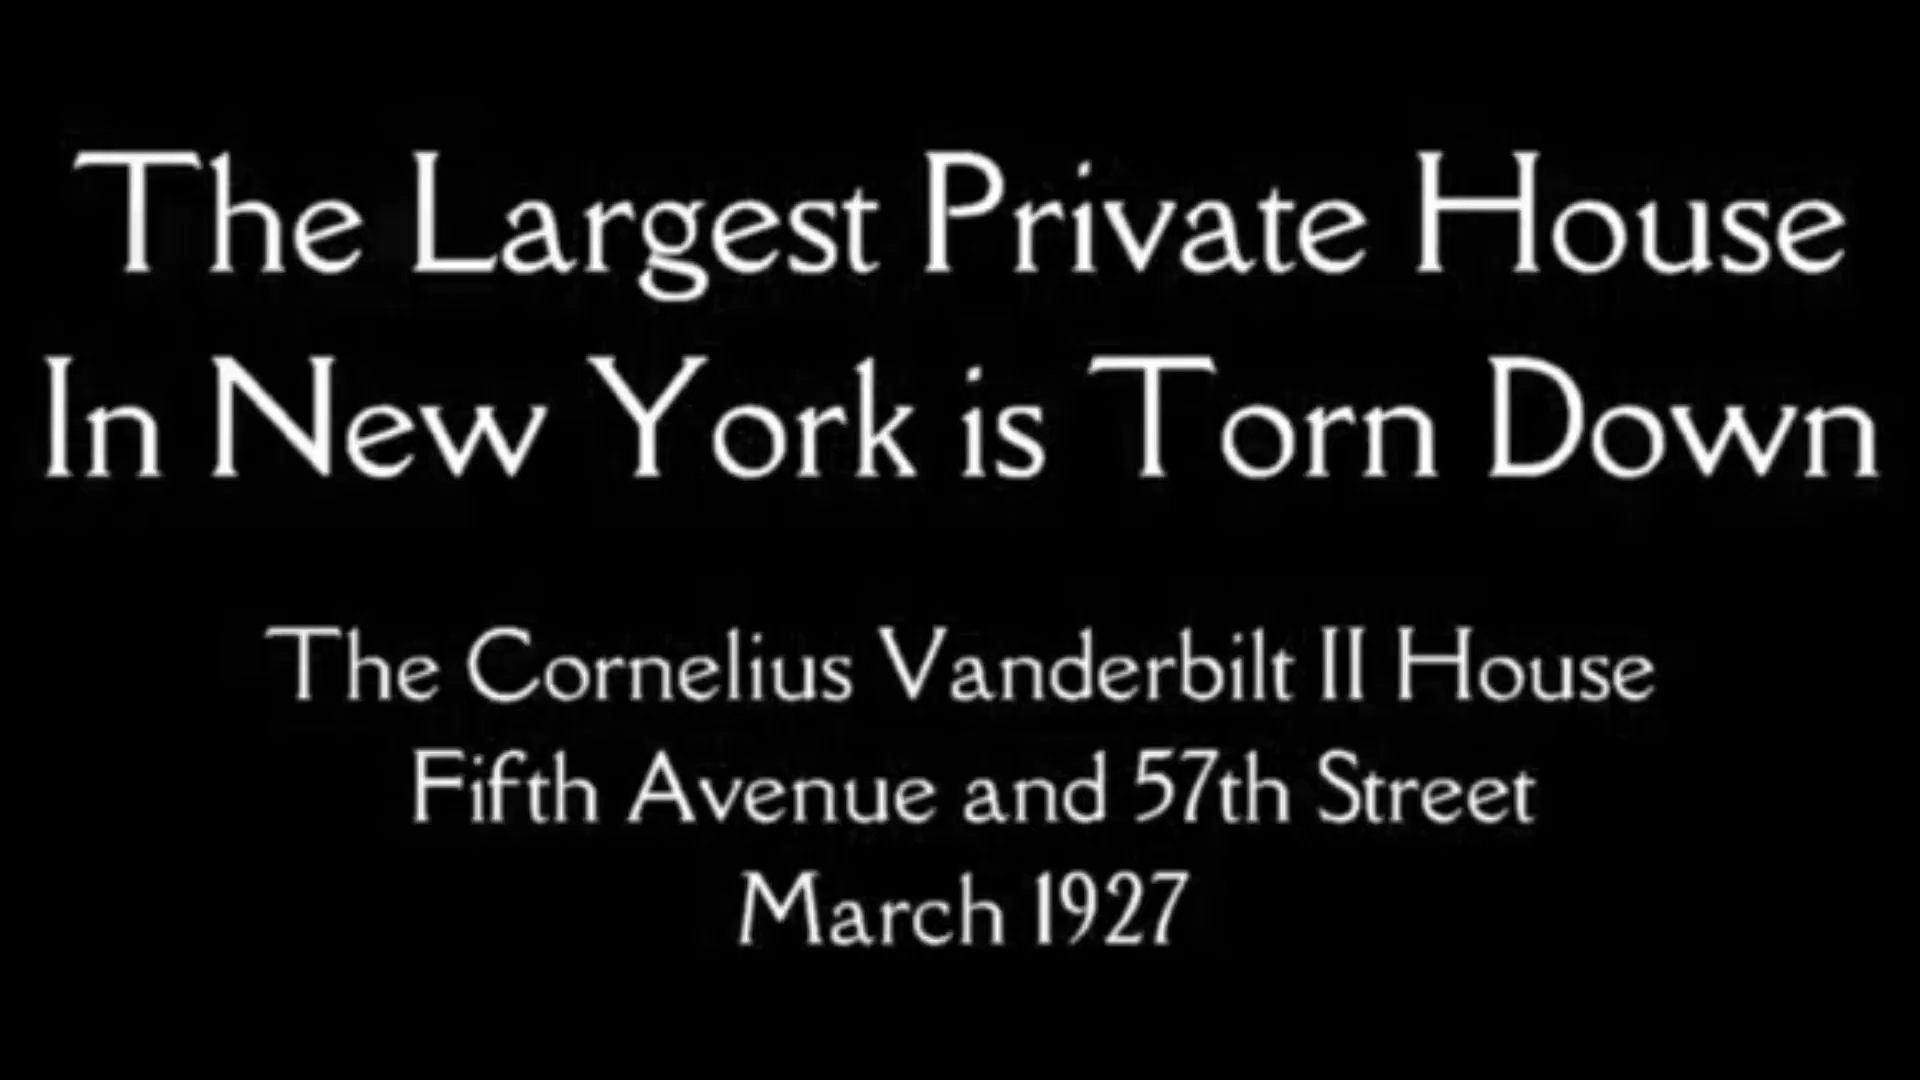 The Largest Private House
In New York is Torn Down
The Cornelius Vanderbilt II House
Fifth Avenue and 57th Street
March 1927